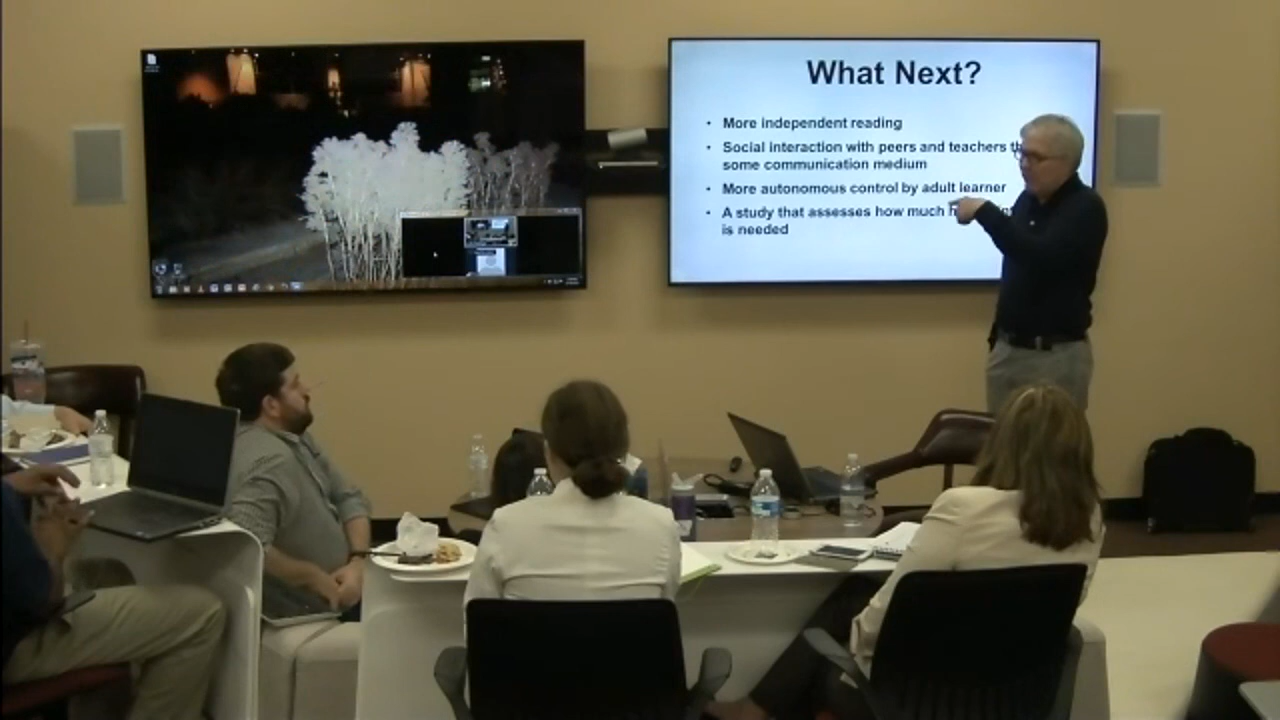 What Next?
• More independent reading
• Social interaction with peers and teachers
some communication medium
• More autonomous control by adult learner
• A study that assesses how much
is needed